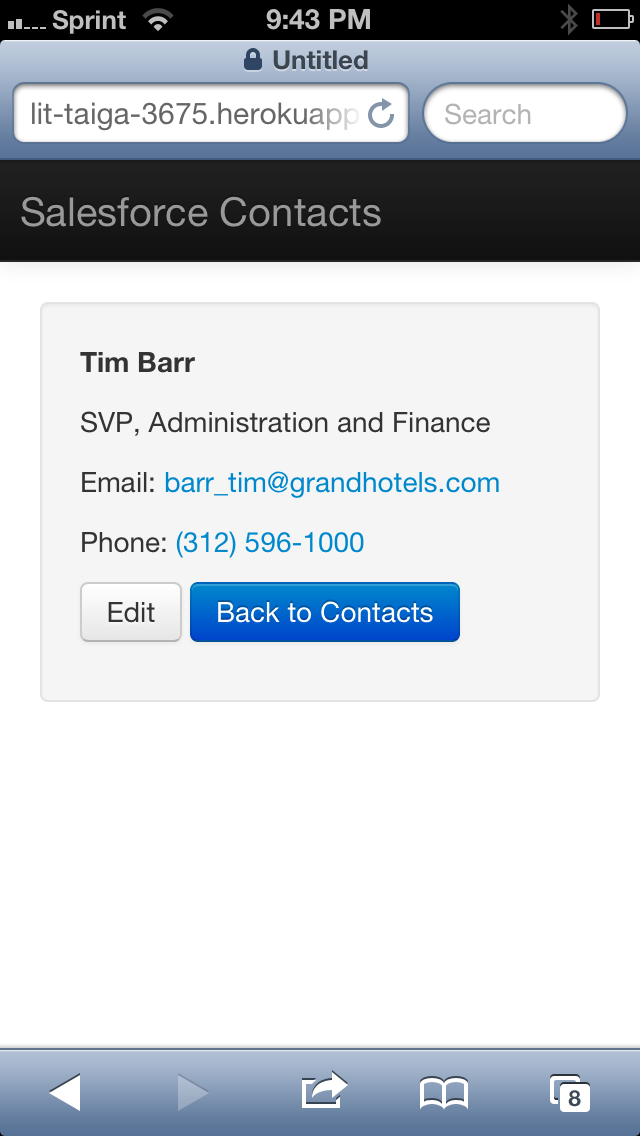 Sprint 9:43 PM
Untitled
lit-taiga-3675.herokuapp Search
Salesforce Contacts
Tim Barr
SVP, Administration and Finance
Email: barr_tim@grandhotels.com
Phone: (312) 596-1000
Edit Back to Contacts
8